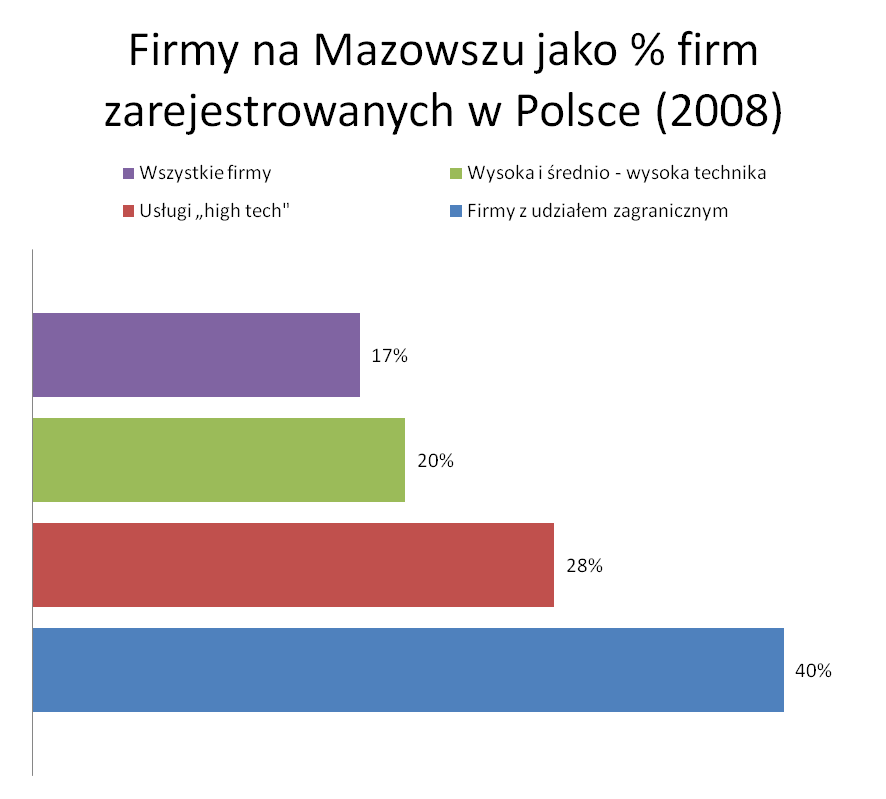 Firmy na Mazowszu jako % firm
zarejestrowanych w Polsce (2008)
Wszystkie firmy
Wysoka i średnio - wysoka technika
Usługi „high tech"
Firmy z udziałem zagranicznym
17%
20%
28%
40%